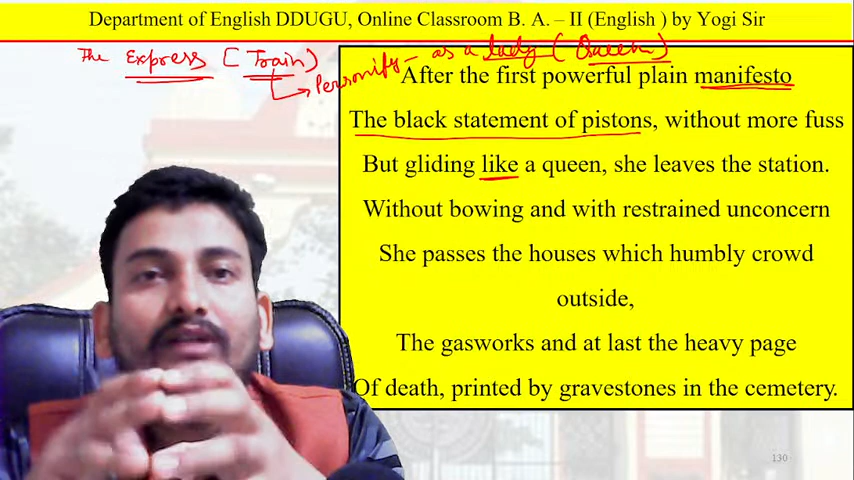 Department of English DDUGU, Online Classroom B. A. – II (English ) by Yogi Sir
The Express (Train)
Personify – as a lady (Queen)
After the first powerful plain manifesto
The black statement of pistons, without more fuss
But gliding like a queen, she leaves the station.
Without bowing and with restrained unconcern
She passes the houses which humbly crowd
outside,
The gasworks and at last the heavy page
Of death, printed by gravestones in the cemetery.
130